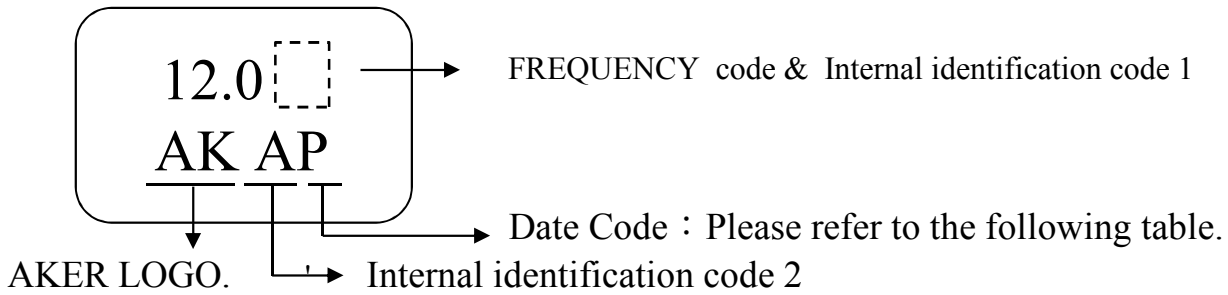 12.0
FREQUENCY code & Internal identification code 1
AK AP
Date Code：Please refer to the following table.
AKER LOGO.
Internal identification code 2